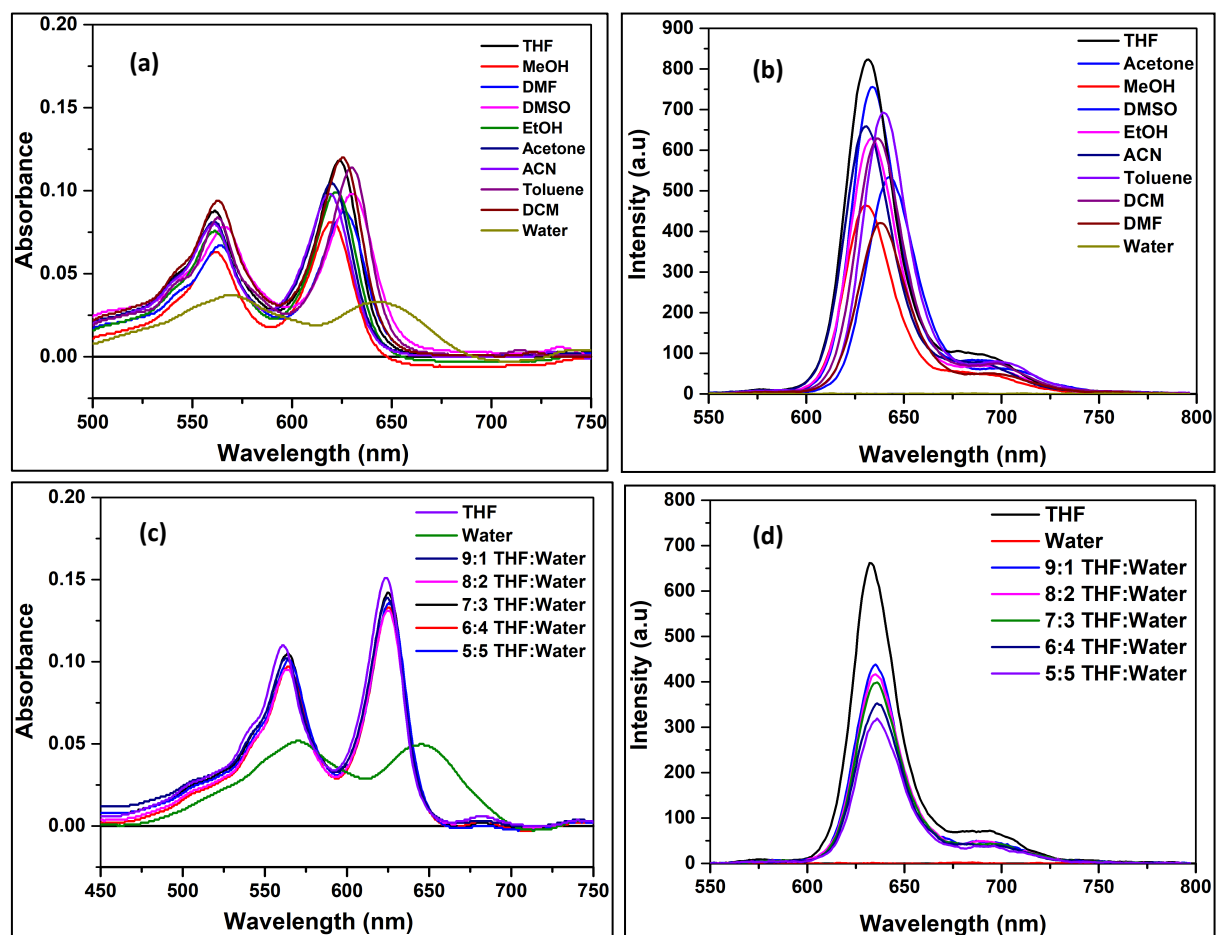 (a)
0.20
0.15
0.10
0.05
0.00
Absorbance
500 550 600 650 700 750
Wavelength (nm)
THF
MeOH
DMF
DMSO
EtOH
Acetone
ACN
Toluene
DCM
Water
(b)
900
800
700
600
500
400
300
200
100
0
Intensity (a.u)
550 600 650 700 750 800
Wavelength (nm)
THF
Acetone
MeOH
DMSO
EtOH
ACN
Toluene
DCM
DMF
Water
(c)
0.20
0.15
0.10
0.05
0.00
Absorbance
450 500 550 600 650 700 750
Wavelength (nm)
THF
Water
9:1 THF:Water
8:2 THF:Water
7:3 THF:Water
6:4 THF:Water
5:5 THF:Water
(d)
800
700
600
500
400
300
200
100
0
Intensity (a.u)
550 600 650 700 750 800
Wavelength (nm)
THF
Water
9:1 THF:Water
8:2 THF:Water
7:3 THF:Water
6:4 THF:Water
5:5 THF:Water